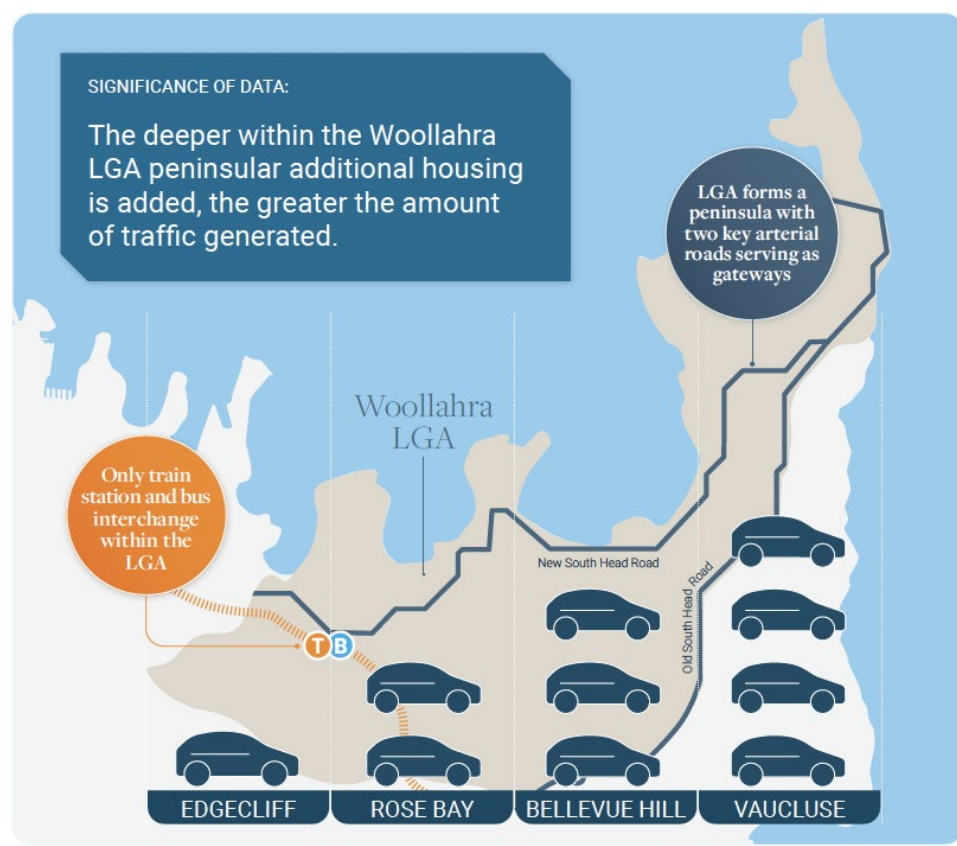 SIGNIFICANCE OF DATA:
The deeper within the Woollahra
LGA peninsular additional housing
is added, the greater the amount
of traffic generated.
LGA forms a
peninsula with
two key arterial
roads serving as
gateways
Woollahra
LGA
Only train
station and bus
interchange
within the
LGA
New South Head Road
Old South Head Road
T B
EDGECLIFF
ROSE BAY
BELLEVUE HILL
VAUCLUSE